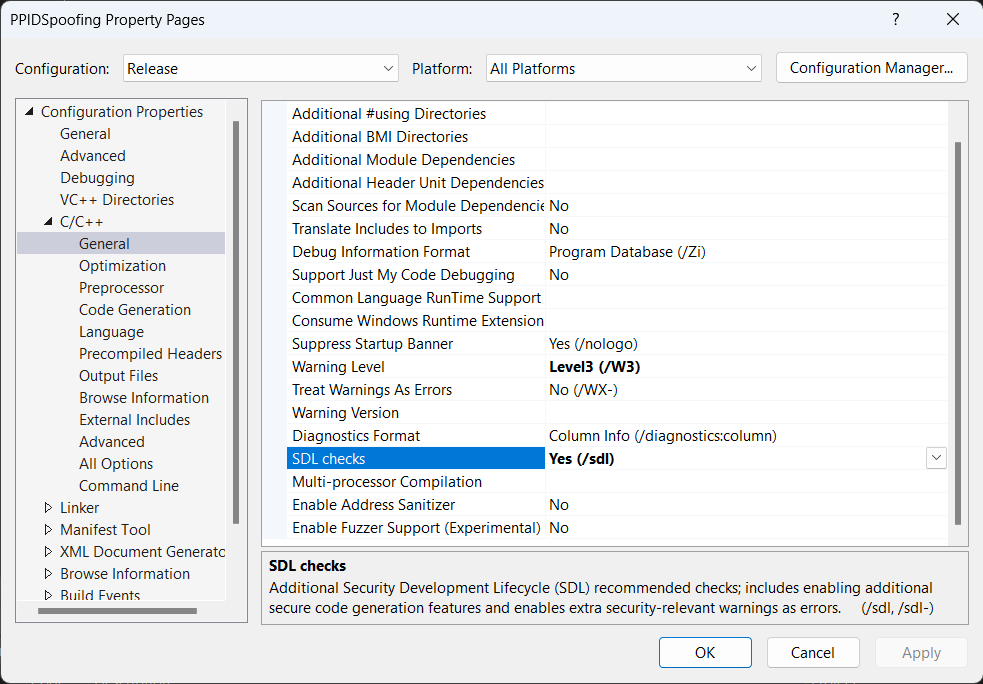 PPIDSpoofing Property Pages
Configuration: Release Platform: All Platforms Configuration Manager...
Configuration Properties
General
Advanced
Debugging
VC++ Directories
C/C++
General
Optimization
Preprocessor
Code Generation
Language
Precompiled Headers
Output Files
Browse Information
External Includes
Advanced
All Options
Command Line
Linker
Manifest Tool
XML Document Generato
Browse Information
Build Events
Additional #using Directories
Additional BMI Directories
Additional Module Dependencies
Additional Header Unit Dependencies
Scan Sources for Module Dependencie No
Translate Includes to Imports No
Debug Information Format Program Database (/Zi)
Support Just My Code Debugging No
Common Language RunTime Support
Consume Windows Runtime Extension
Suppress Startup Banner Yes (/nologo)
Warning Level Level3 (/W3)
Treat Warnings As Errors No (/WX-)
Warning Version
Diagnostics Format Column Info (/diagnostics:column)
SDL checks Yes (/sdl)
Multi-processor Compilation
Enable Address Sanitizer No
Enable Fuzzer Support (Experimental) No
SDL checks
Additional Security Development Lifecycle (SDL) recommended checks; includes enabling additional
secure code generation features and enables extra security-relevant warnings as errors. (/sdl, /sdl-)
OK Cancel Apply